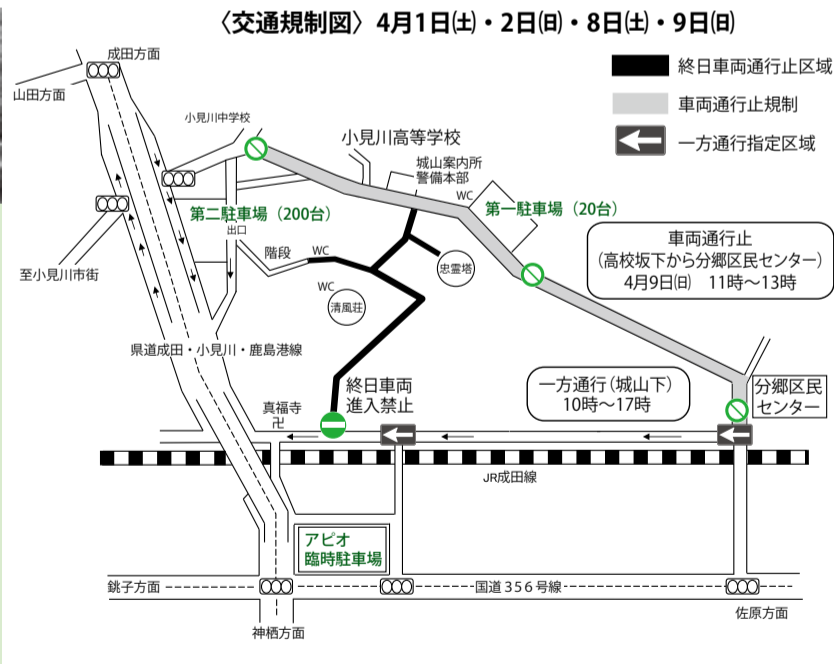 〈交通規制図〉4月1日㈯・2日㈰・8日㈯・9日㈰
成田方面
山田方面
終日車両通行止区域
車両通行止規制
一方通行指定区域
小見川中学校
小見川高等学校
城山案内所
警備本部
WC
第一駐車場（20台）
第二駐車場（200台）
出口
階段
WC
忠霊塔
WC
清風荘
至小見川市街
車両通行止
(高校坂下から分郷区民センター)
4月9日㈰　11時〜13時
県道成田・小見川・鹿島港線
終日車両
進入禁止
真福寺
卍
一方通行(城山下)
10時〜17時
分郷区民
センター
JR成田線
アピオ
臨時駐車場
銚子方面
国道356号線
佐原方面
神栖方面